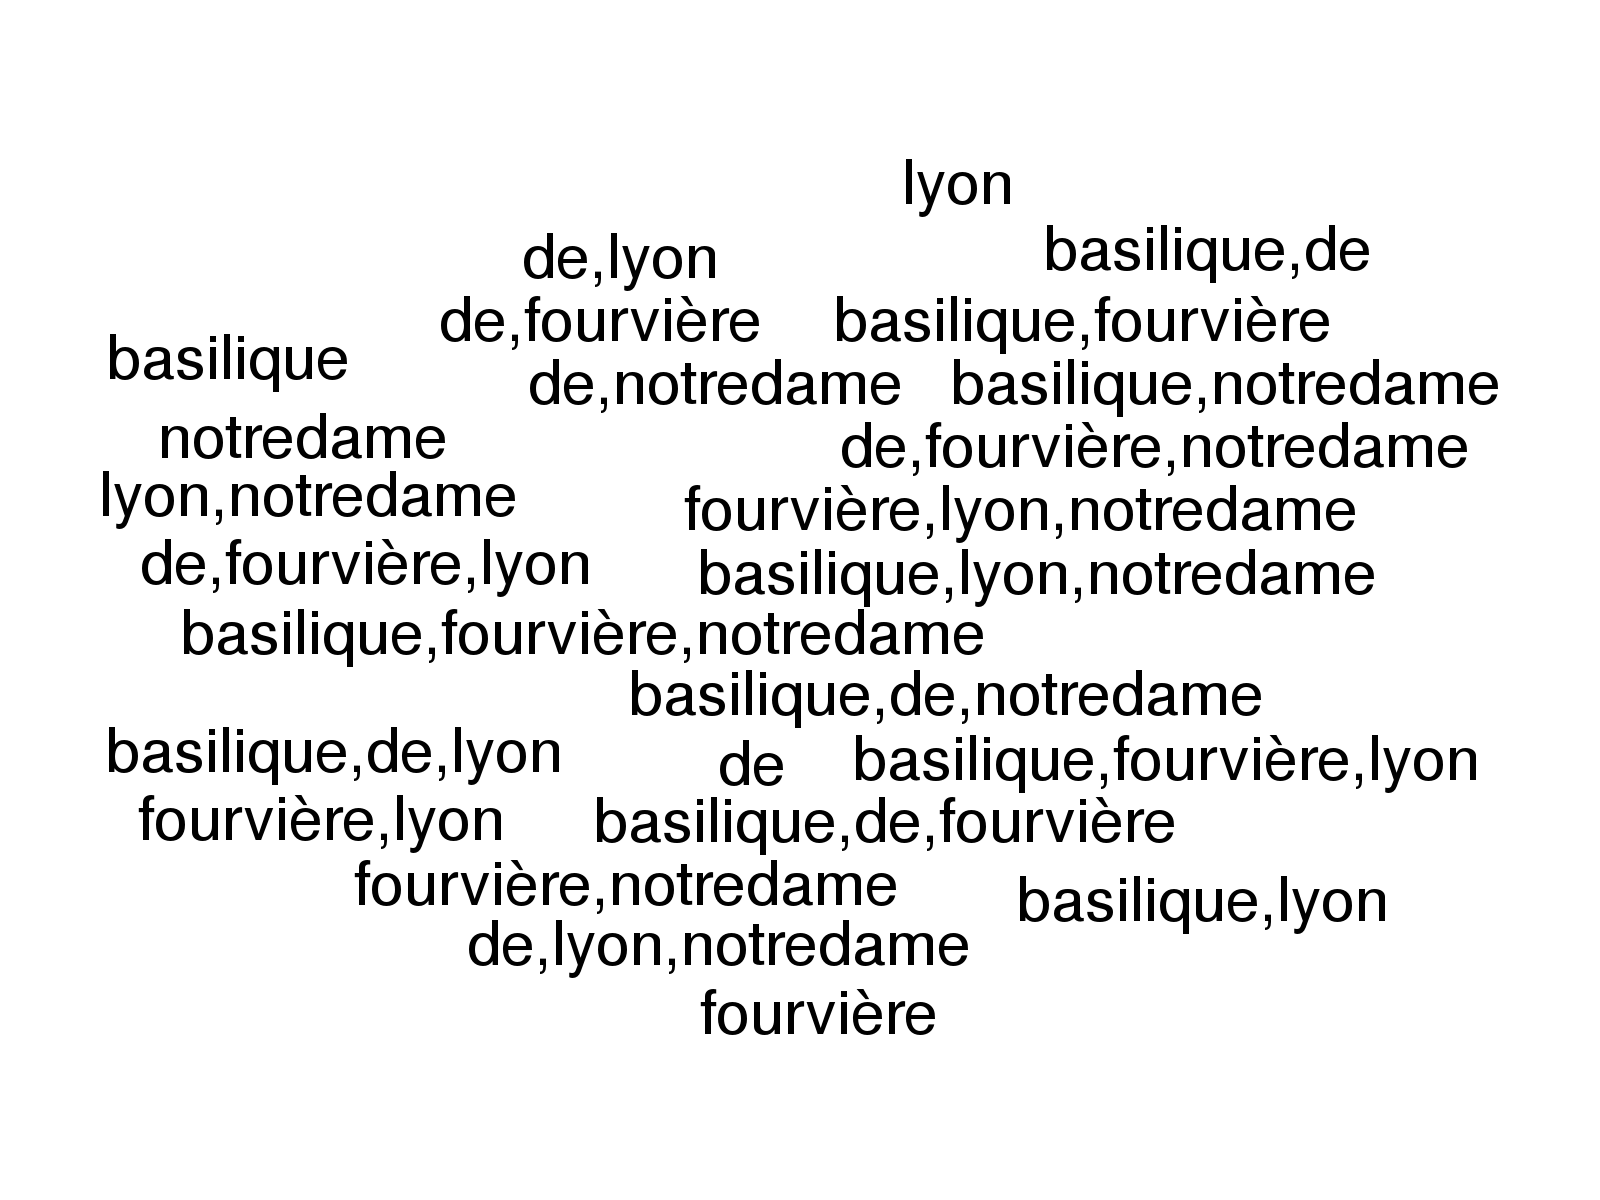 lyon
de,lyon
basilique,de
de,fourvière
basilique,fourvière
basilique
de,notredame
basilique,notredame
notredame
de,fourvière,notredame
lyon,notredame
fourvière,lyon,notredame
de,fourvière,lyon
basilique,lyon,notredame
basilique,fourvière,notredame
basilique,de,notredame
basilique,de,lyon
de
basilique,fourvière,lyon
fourvière,lyon
basilique,de,fourvière
fourvière,notredame
basilique,lyon
de,lyon,notredame
fourvière